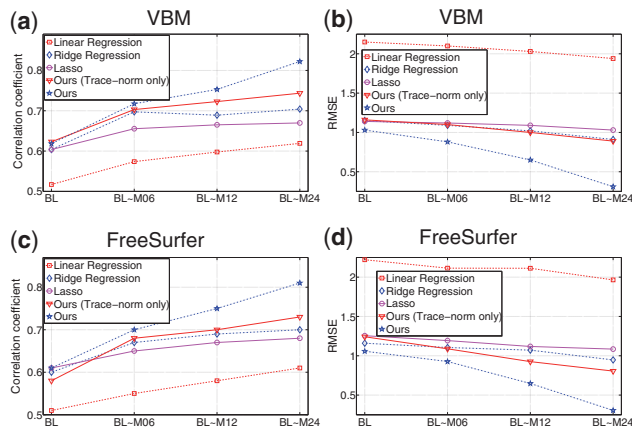 (a) VBM
Linear Regression
Ridge Regression
Lasso
Ours (Trace-norm only)
Ours
Correlation coefficient
0.8
0.7
0.6
0.5
BL BL~M06 BL~M12 BL~M24
(b) VBM
Linear Regression
Ridge Regression
Lasso
Ours (Trace-norm only)
Ours
RMSE
2
1.5
1
0.5
BL BL~M06 BL~M12 BL~M24
(c) FreeSurfer
Linear Regression
Ridge Regression
Lasso
Ours (Trace-norm only)
Ours
Correlation coefficient
0.8
0.7
0.6
0.5
BL BL~M06 BL~M12 BL~M24
(d) FreeSurfer
Linear Regression
Ridge Regression
Lasso
Ours (Trace-norm only)
Ours
RMSE
2
1.5
1
0.5
BL BL~M06 BL~M12 BL~M24